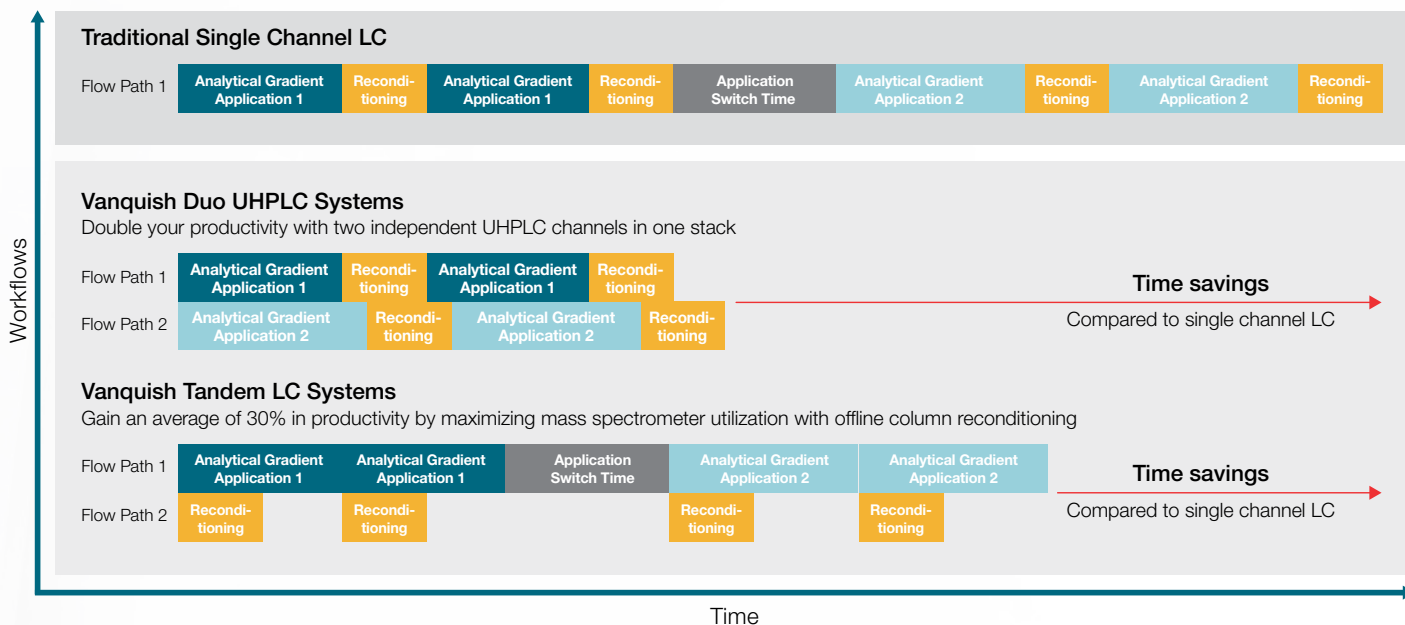 Traditional Single Channel LC
Flow Path 1
Analytical Gradient
Application 1
Recondi-
tioning
Analytical Gradient
Application 1
Recondi-
tioning
Application
Switch Time
Analytical Gradient
Application 2
Recondi-
tioning
Analytical Gradient
Application 2
Recondi-
tioning
Workflows
Vanquish Duo UHPLC Systems
Double your productivity with two independent UHPLC channels in one stack
Flow Path 1
Analytical Gradient
Application 1
Recondi-
tioning
Analytical Gradient
Application 1
Recondi-
tioning
Flow Path 2
Analytical Gradient
Application 2
Recondi-
tioning
Analytical Gradient
Application 2
Recondi-
tioning
Time savings
Compared to single channel LC
Vanquish Tandem LC Systems
Gain an average of 30% in productivity by maximizing mass spectrometer utilization with offline column reconditioning
Flow Path 1
Analytical Gradient
Application 1
Analytical Gradient
Application 1
Application
Switch Time
Analytical Gradient
Application 2
Analytical Gradient
Application 2
Flow Path 2
Recondi-
tioning
Recondi-
tioning
Recondi-
tioning
Recondi-
tioning
Time savings
Compared to single channel LC
Time